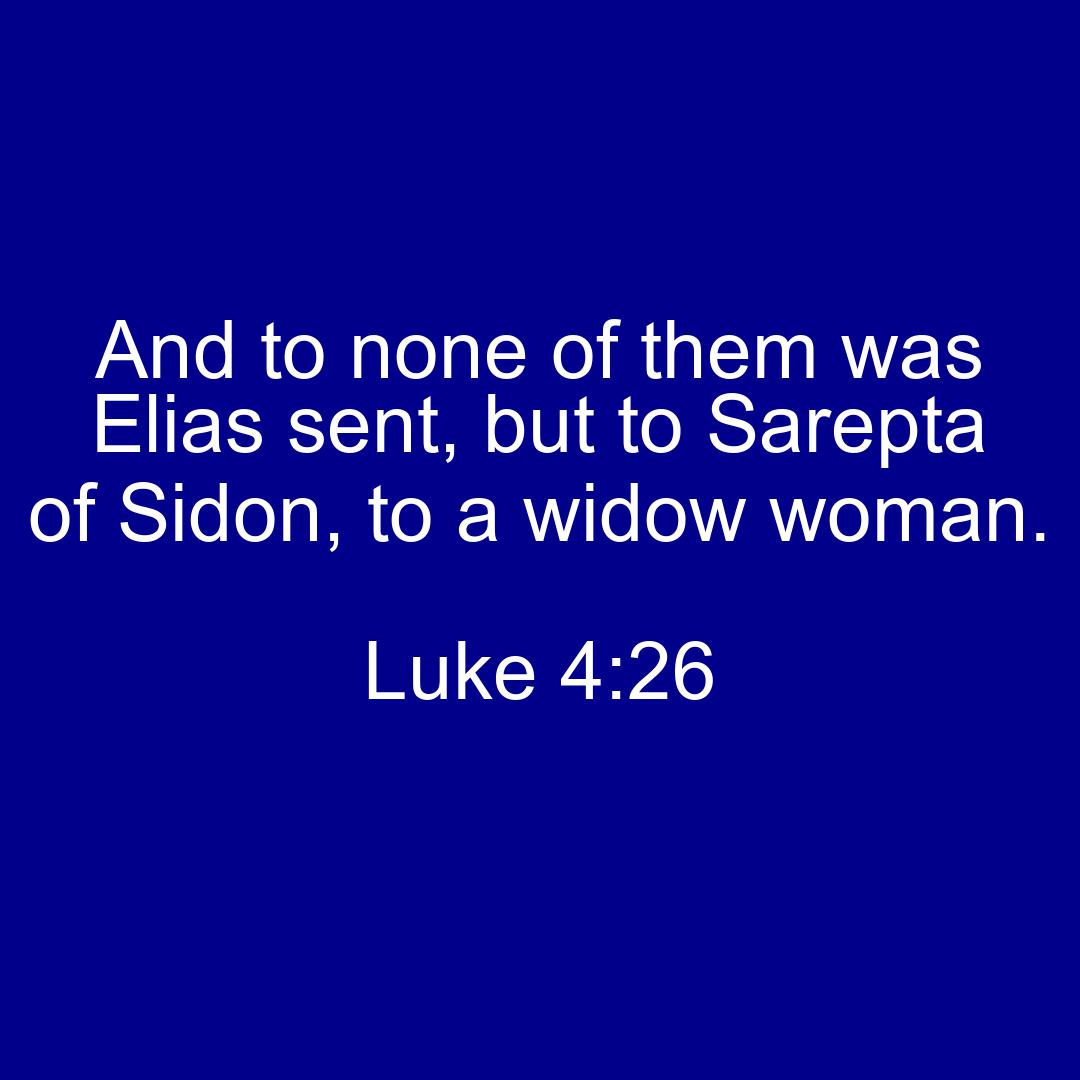 And to none of them was
Elias sent, but to Sarepta
of Sidon, to a widow woman.
Luke 4:26